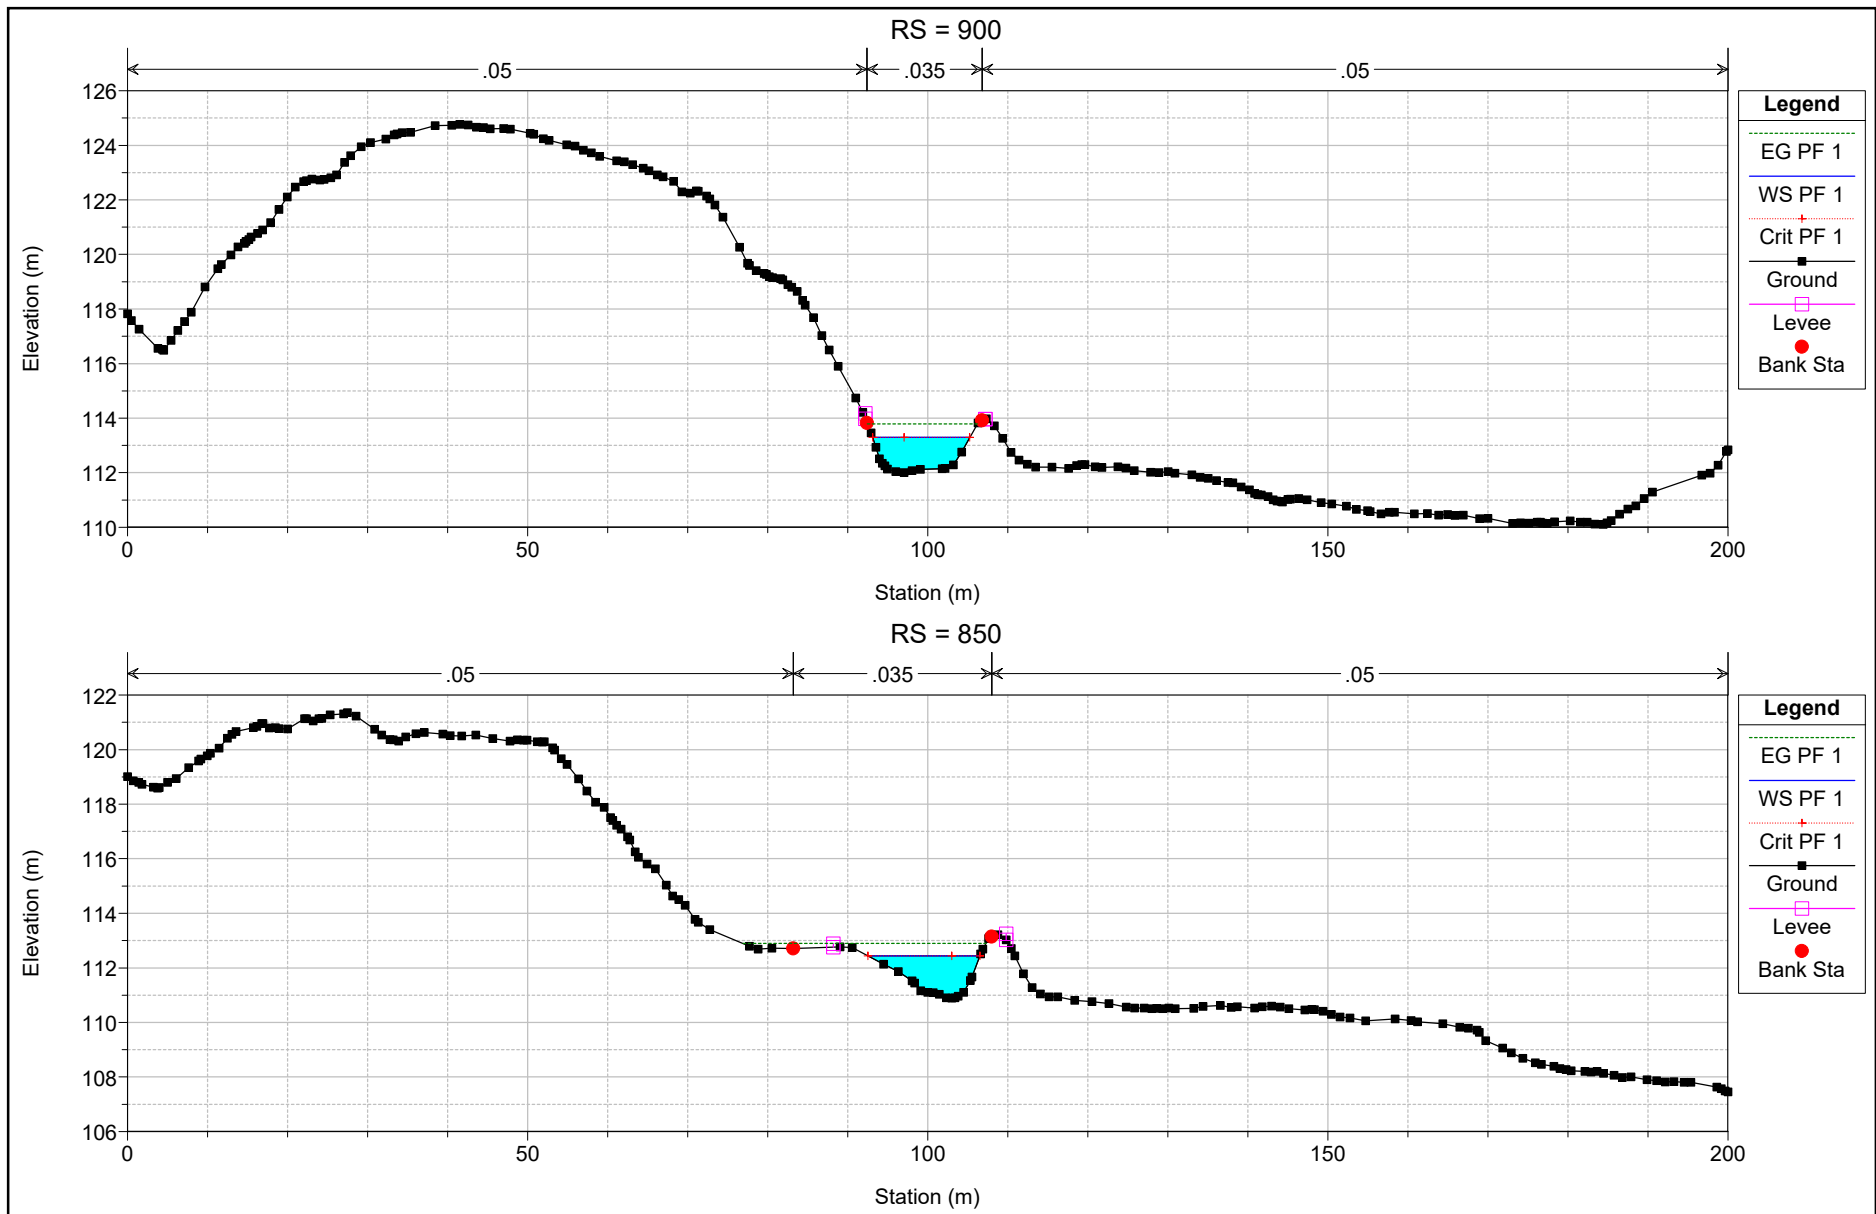 RS = 900
.05
.035
.05
126
124
122
120
118
116
114
112
110
Elevation (m)
0
50
100
150
200
Station (m)
Legend
EG PF 1
WS PF 1
Crit PF 1
Ground
Levee
Bank Sta
RS = 850
.05
.035
.05
122
120
118
116
114
112
110
108
106
Elevation (m)
0
50
100
150
200
Station (m)
Legend
EG PF 1
WS PF 1
Crit PF 1
Ground
Levee
Bank Sta